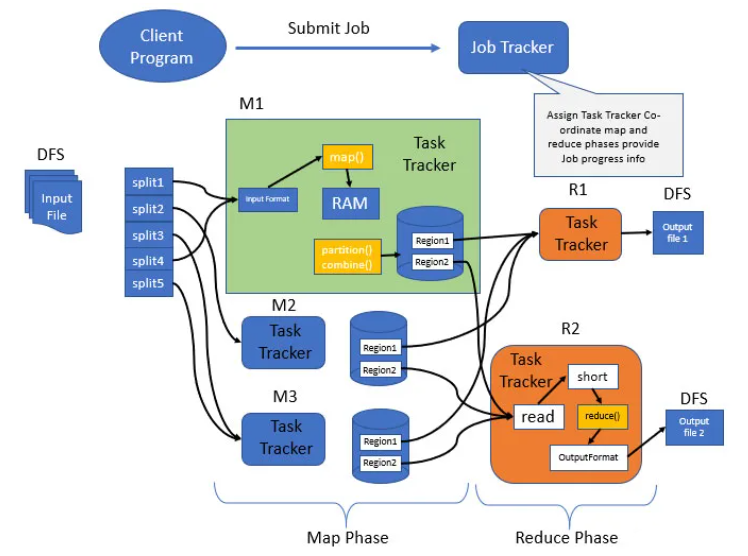 Client
Program
Submit Job
Job Tracker
Assign Task Tracker Co-
ordinate map and
reduce phases provide
Job progress info
M1
Task
Tracker
map()
Input Format
RAM
partition()
combine()
Region1
Region2
DFS
Input
File
split1
split2
split3
split4
split5
R1
Task
Tracker
DFS
Output
file 1
M2
Task
Tracker
Region1
Region2
M3
Task
Tracker
Region1
Region2
R2
Task
Tracker
short
read
reduce()
OutputFormat
DFS
Output
file 2
Map Phase
Reduce Phase